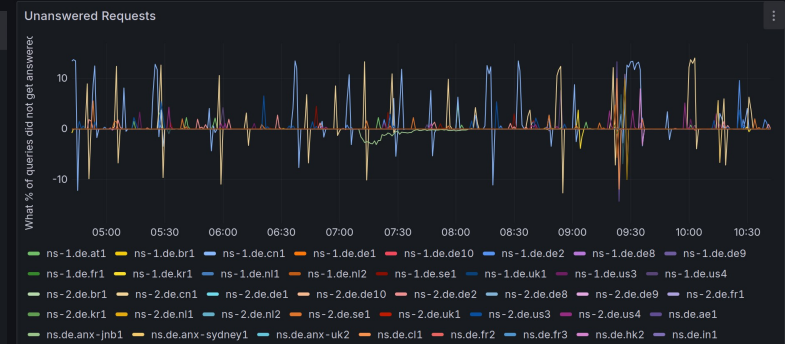 Unanswered Requests
What % of queries did not get answered
10
0
-10
05:00 05:30 06:00 06:30 07:00 07:30 08:00 08:30 09:00 09:30 10:00 10:30
ns-1.de.at1 ns-1.de.br1 ns-1.de.cn1 ns-1.de.de1 ns-1.de.de10 ns-1.de.de2 ns-1.de.de8 ns-1.de.de9
ns-1.de.fr1 ns-1.de.kr1 ns-1.de.nl1 ns-1.de.nl2 ns-1.de.se1 ns-1.de.uk1 ns-1.de.us3 ns-1.de.us4
ns-2.de.br1 ns-2.de.cn1 ns-2.de.de1 ns-2.de.de10 ns-2.de.de2 ns-2.de.de8 ns-2.de.de9 ns-2.de.fr1
ns-2.de.kr1 ns-2.de.nl1 ns-2.de.nl2 ns-2.de.se1 ns-2.de.uk1 ns-2.de.us3 ns-2.de.us4 ns.de.ae1
ns.de.anx-jnb1 ns.de.anx-sydney1 ns.de.anx-uk2 ns.de.cl1 ns.de.fr2 ns.de.fr3 ns.de.hk2 ns.de.in1